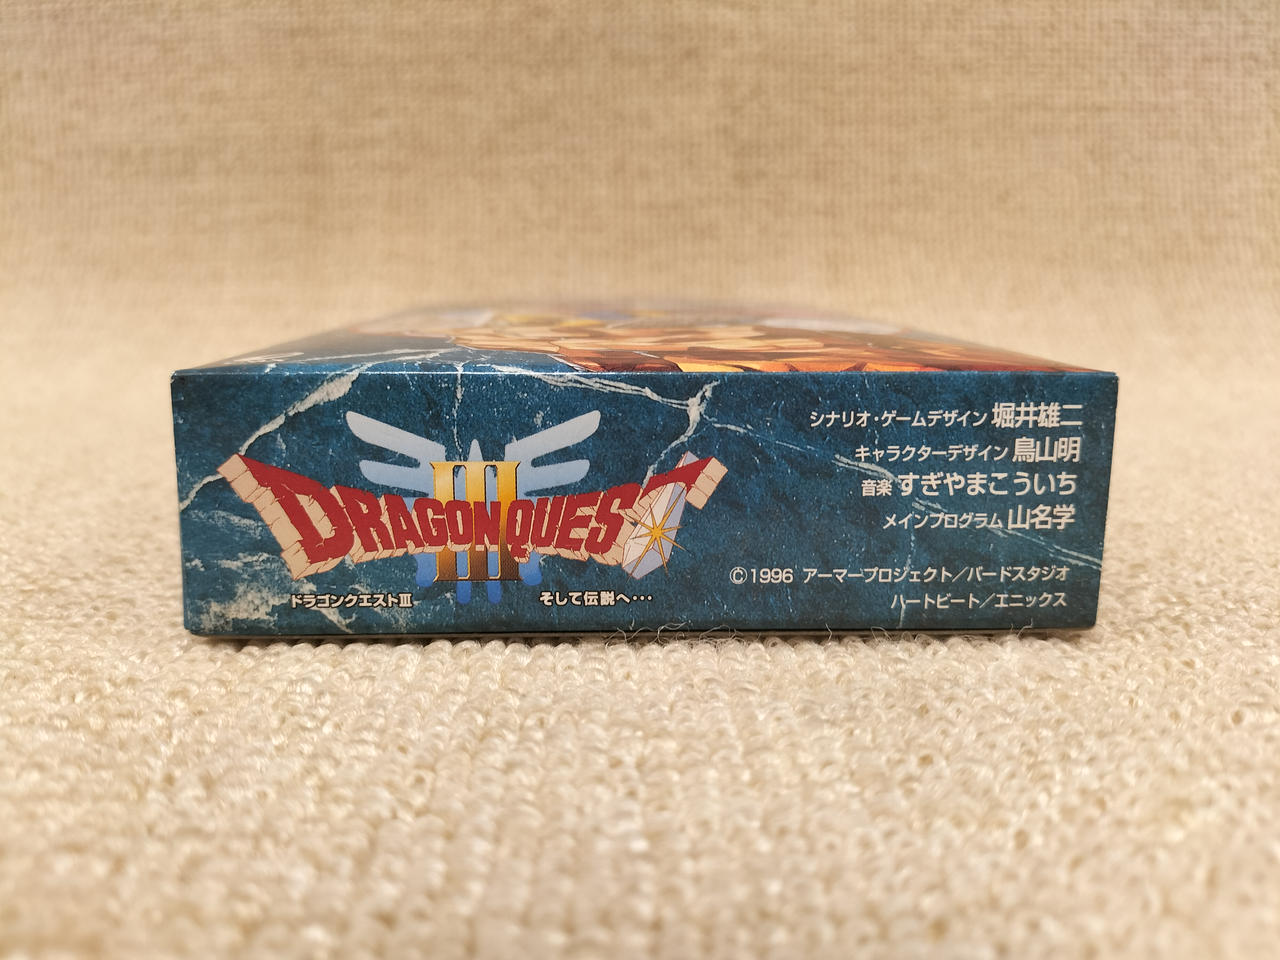 DRAGON QUEST
III
ドラゴンクエストIII
そして伝説へ…
シナリオ・ゲームデザイン 堀井雄二
キャラクターデザイン 鳥山明
音楽 すぎやまこういち
メインプログラム 山名学
©1996 アーマープロジェクト/バードスタジオ
ハートビート/エニックス